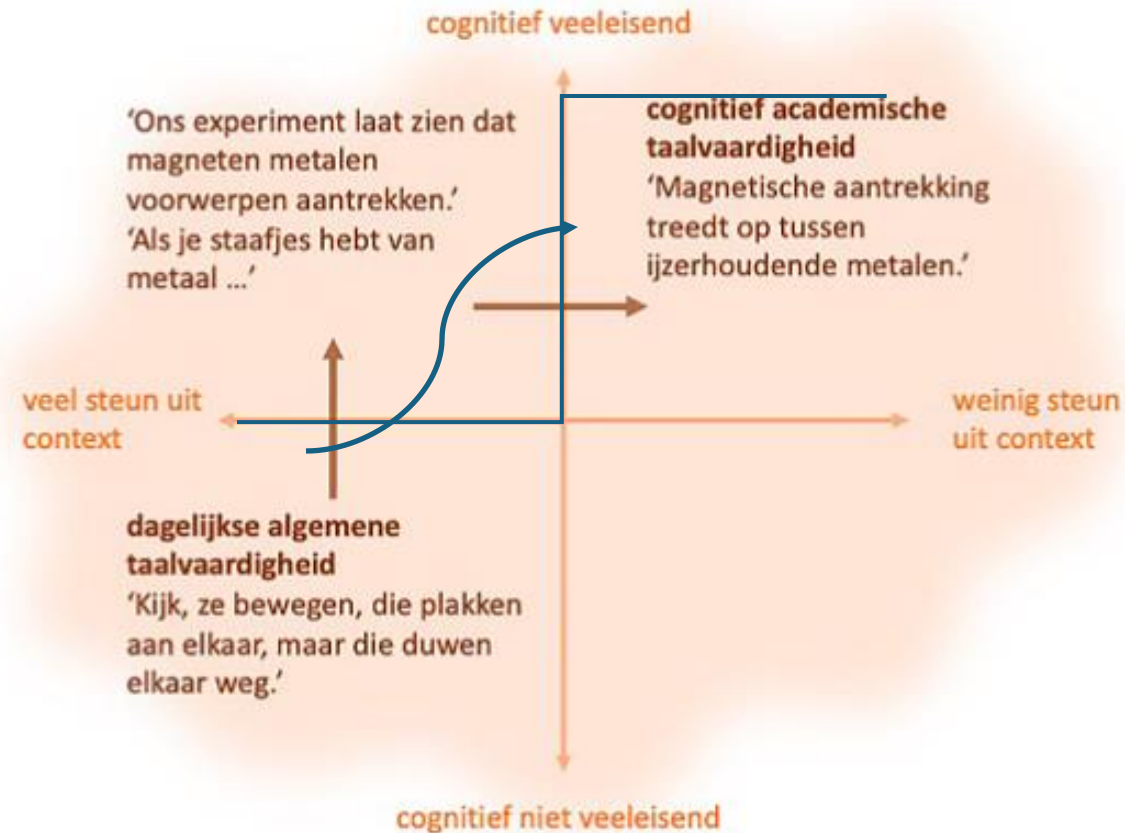 cognitief veeleisend
‘Ons experiment laat zien dat
magneten metalen
voorwerpen aantrekken.’
‘Als je staafjes hebt van
metaal ...’
cognitief academische
taalvaardigheid
‘Magnetische aantrekking
treedt op tussen
ijzerhoudende metalen.’
veel steun uit
context
weinig steun
uit context
dagelijkse algemene
taalvaardigheid
‘Kijk, ze bewegen, die plakken
aan elkaar, maar die duwen
elkaar weg.’
cognitief niet veeleisend